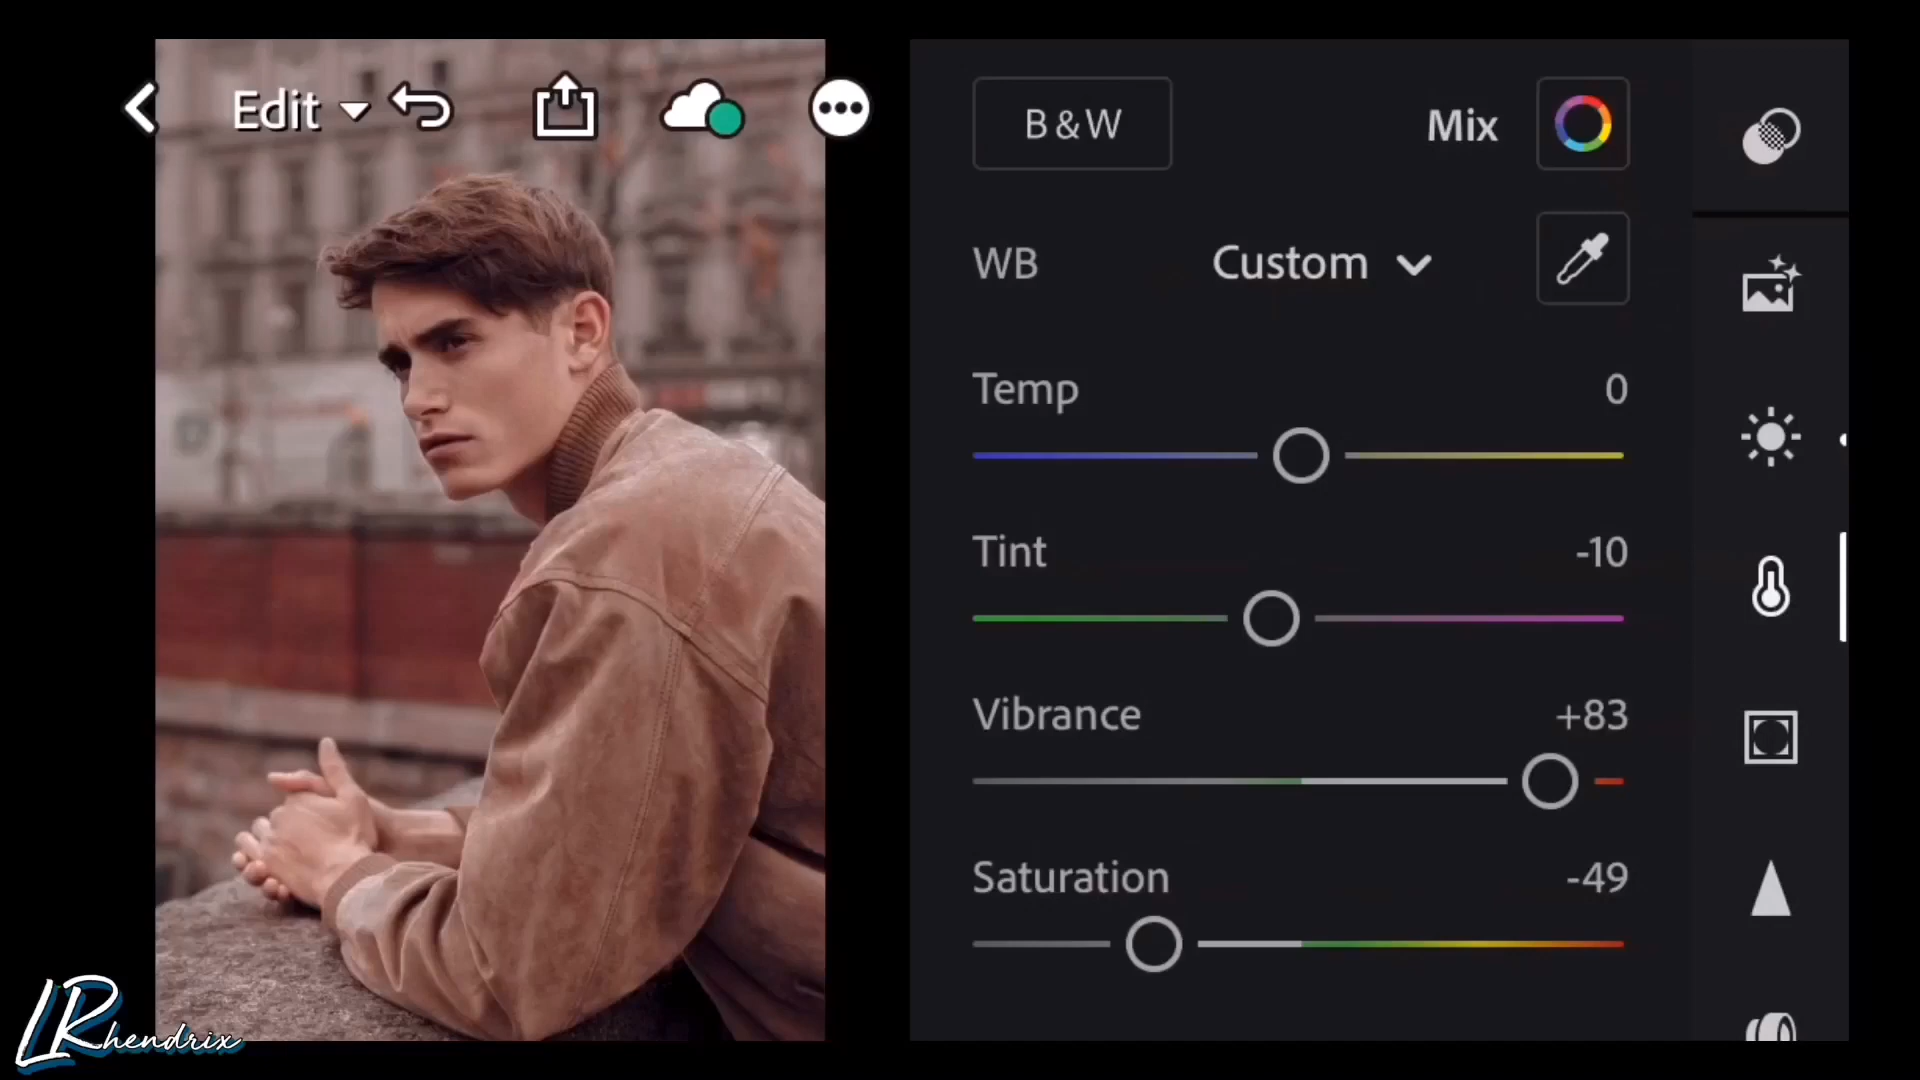 Edit
B & W
Mix
WB
Custom
Temp
0
Tint
-10
Vibrance
+83
Saturation
-49
LRhendrix